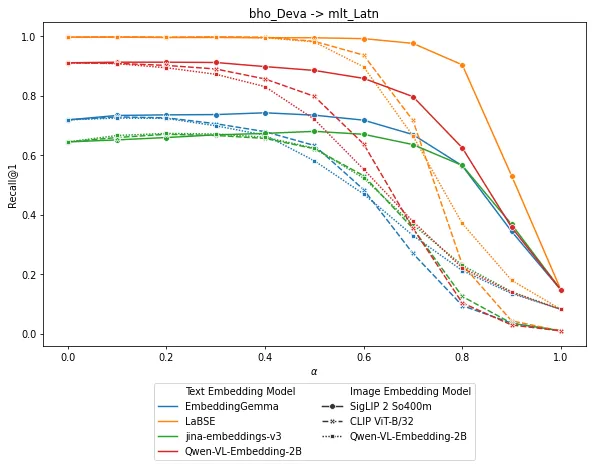 bho_Deva -> mlt_Latn
Recall@1
1.0
0.8
0.6
0.4
0.2
0.0
0.0 0.2 0.4 0.6 0.8 1.0
α
Text Embedding Model Image Embedding Model
EmbeddingGemma SigLIP 2 So400m
LaBSE CLIP ViT-B/32
jina-embeddings-v3 Qwen-VL-Embedding-2B
Qwen-VL-Embedding-2B